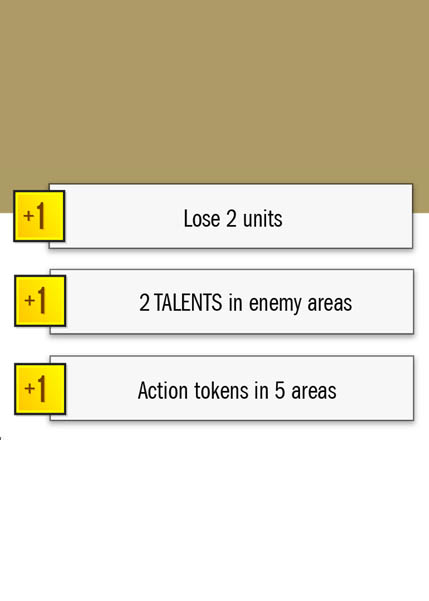 +1 Lose 2 units
+1 2 TALENTS in enemy areas
+1 Action tokens in 5 areas